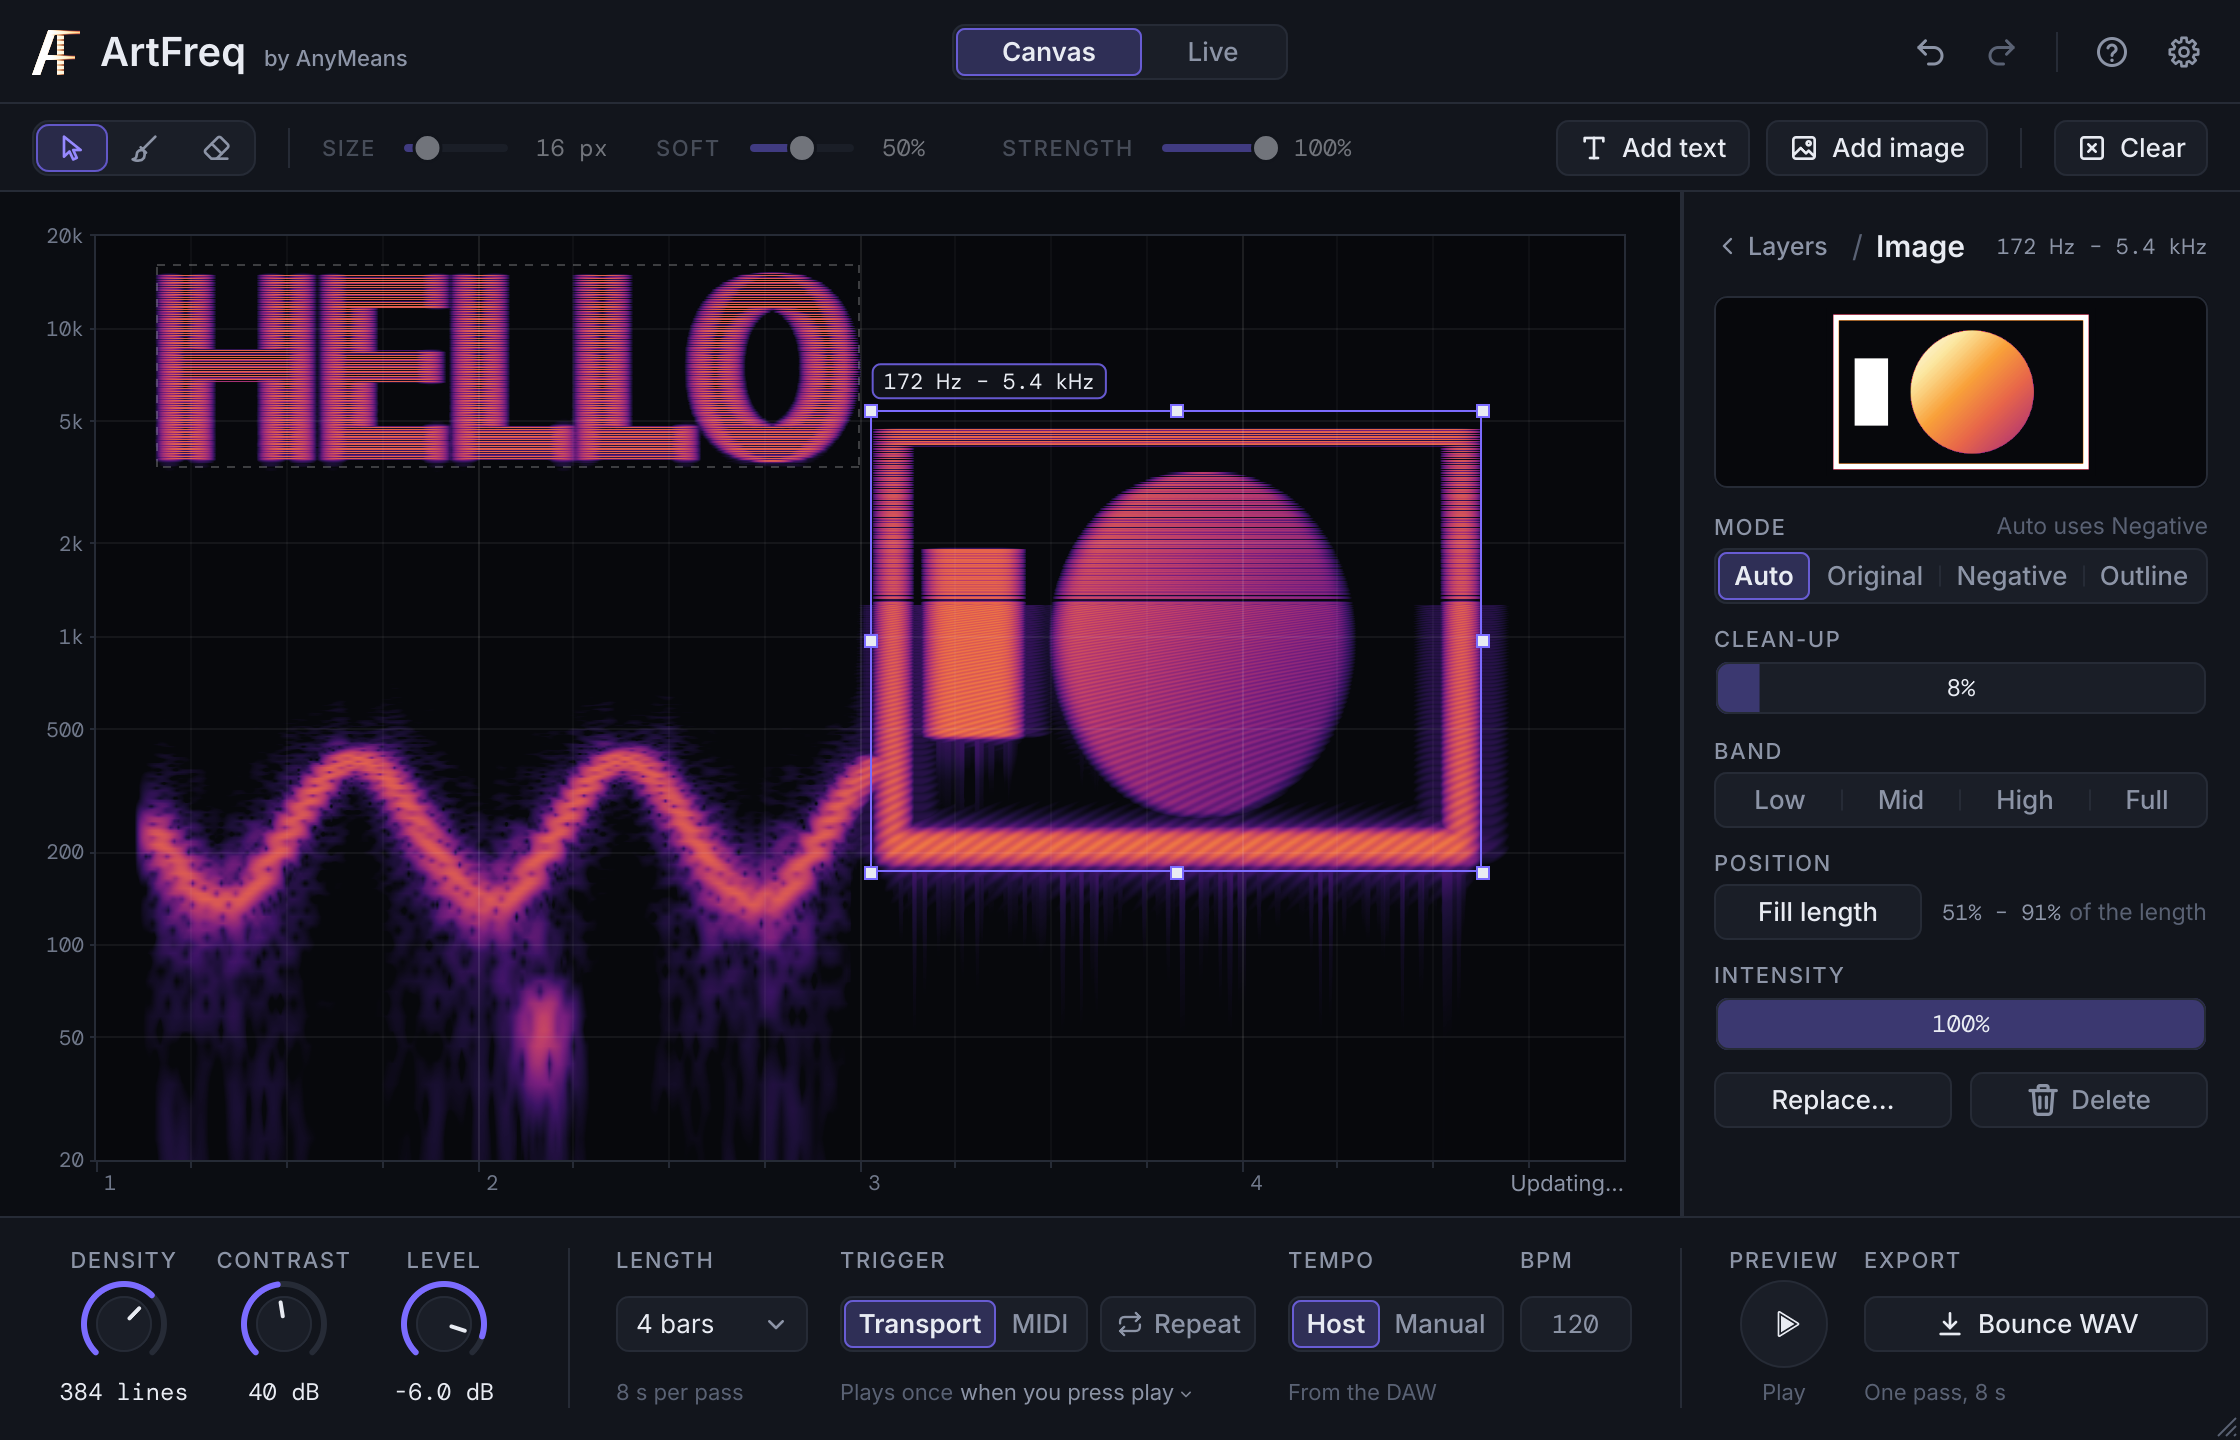 AF ArtFreq by AnyMeans
Canvas Live
SIZE 16 px SOFT 50% STRENGTH 100%
Add text Add image Clear
20k
10k
5k
2k
1k
500
200
100
50
20
1 2 3 4 Updating...
HELLO
172 Hz - 5.4 kHz
Layers / Image 172 Hz - 5.4 kHz
MODE Auto uses Negative
Auto Original Negative Outline
CLEAN-UP
8%
BAND
Low Mid High Full
POSITION
Fill length 51% - 91% of the length
INTENSITY
100%
Replace... Delete
DENSITY CONTRAST LEVEL LENGTH TRIGGER TEMPO BPM PREVIEW EXPORT
4 bars Transport MIDI Repeat Host Manual 120 Bounce WAV
384 lines 40 dB -6.0 dB 8 s per pass Plays once when you press play From the DAW Play One pass, 8 s